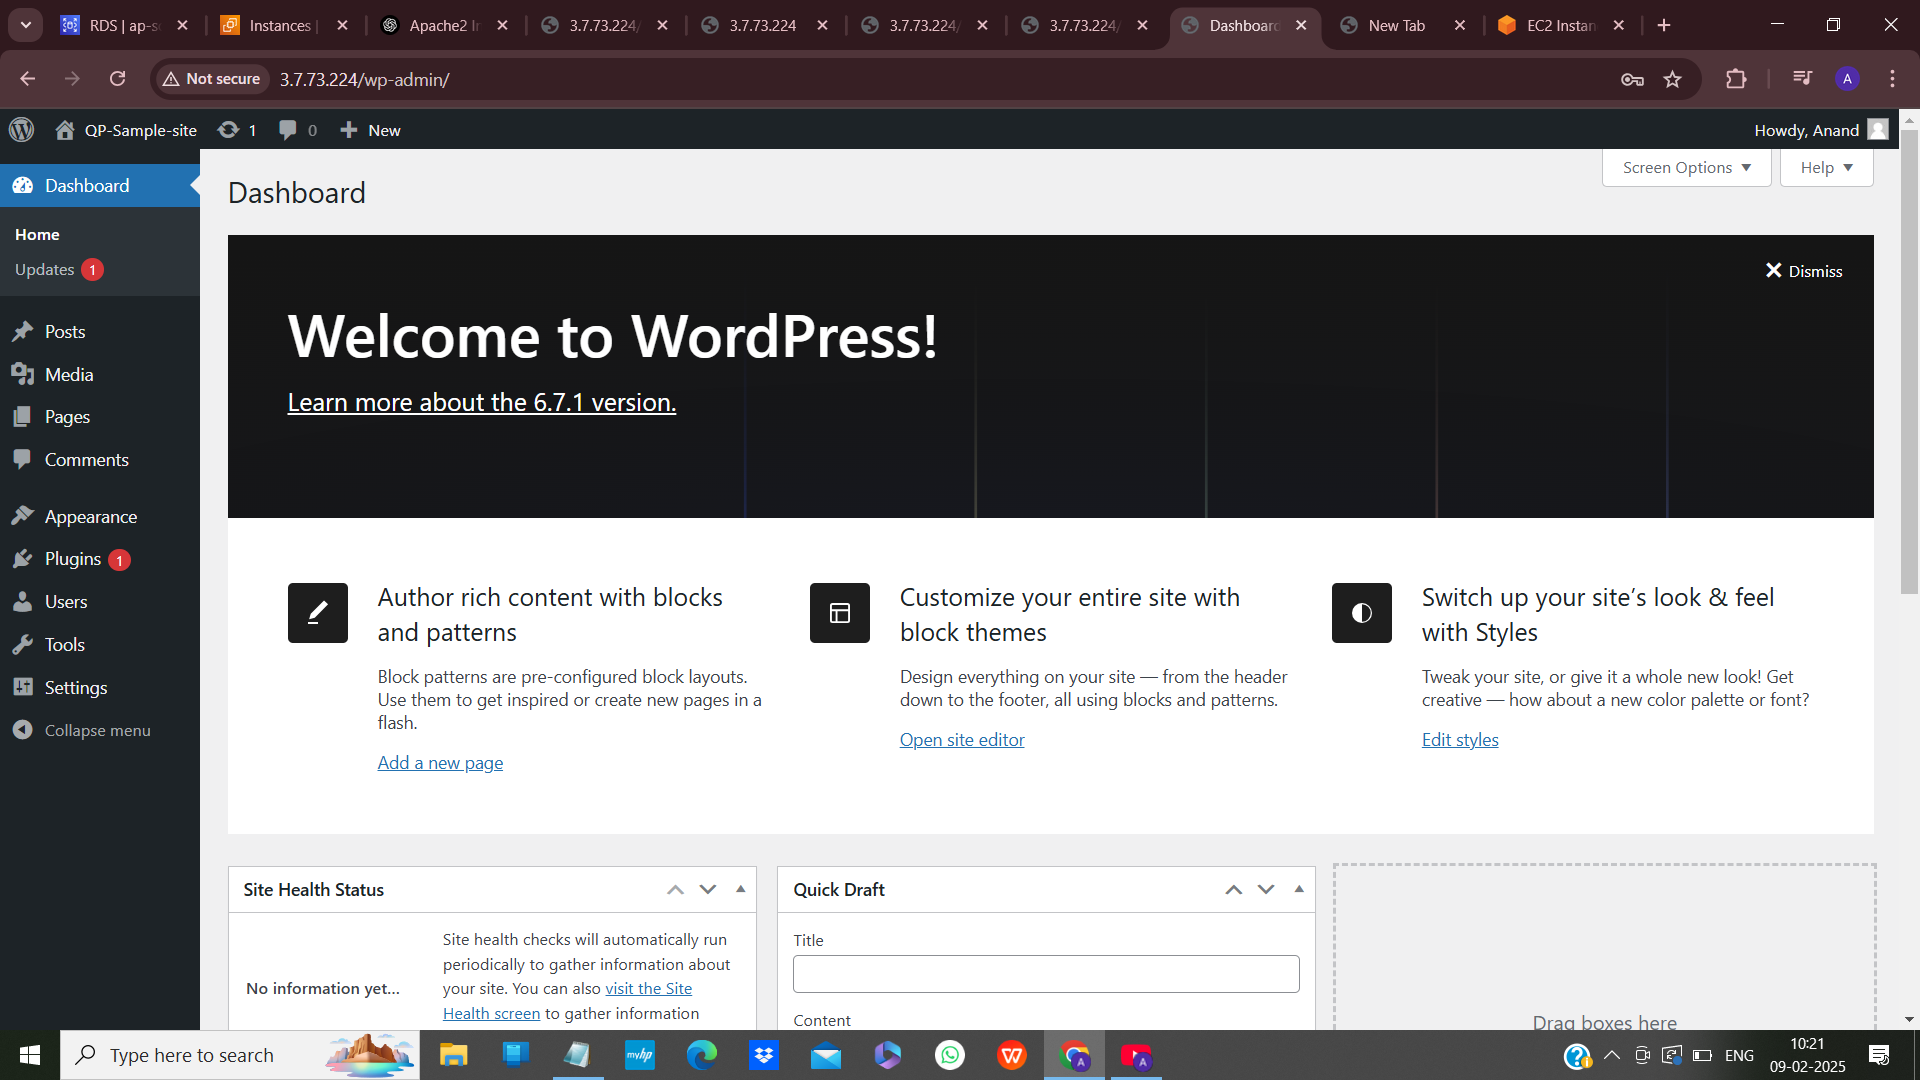 RDS | ap-s
Instances |
Apache2 In
3.7.73.224/
3.7.73.224
3.7.73.224/
3.7.73.224/
Dashboard
New Tab
EC2 Instan
Not secure
3.7.73.224/wp-admin/
A
QP-Sample-site
1
0
New
Howdy, Anand
Dashboard
Home
Updates 1
Posts
Media
Pages
Comments
Appearance
Plugins 1
Users
Tools
Settings
Collapse menu
Screen Options
Help
Dashboard
Dismiss
Welcome to WordPress!
Learn more about the 6.7.1 version.
Author rich content with blocks
and patterns
Block patterns are pre-configured block layouts.
Use them to get inspired or create new pages in a
flash.
Add a new page
Customize your entire site with
block themes
Design everything on your site — from the header
down to the footer, all using blocks and patterns.
Open site editor
Switch up your site’s look & feel
with Styles
Tweak your site, or give it a whole new look! Get
creative — how about a new color palette or font?
Edit styles
Site Health Status
No information yet...
Site health checks will automatically run
periodically to gather information about
your site. You can also visit the Site
Health screen to gather information
Quick Draft
Title
Content
Drag boxes here
Type here to search
myhp
W
A
A
ENG
10:21
09-02-2025